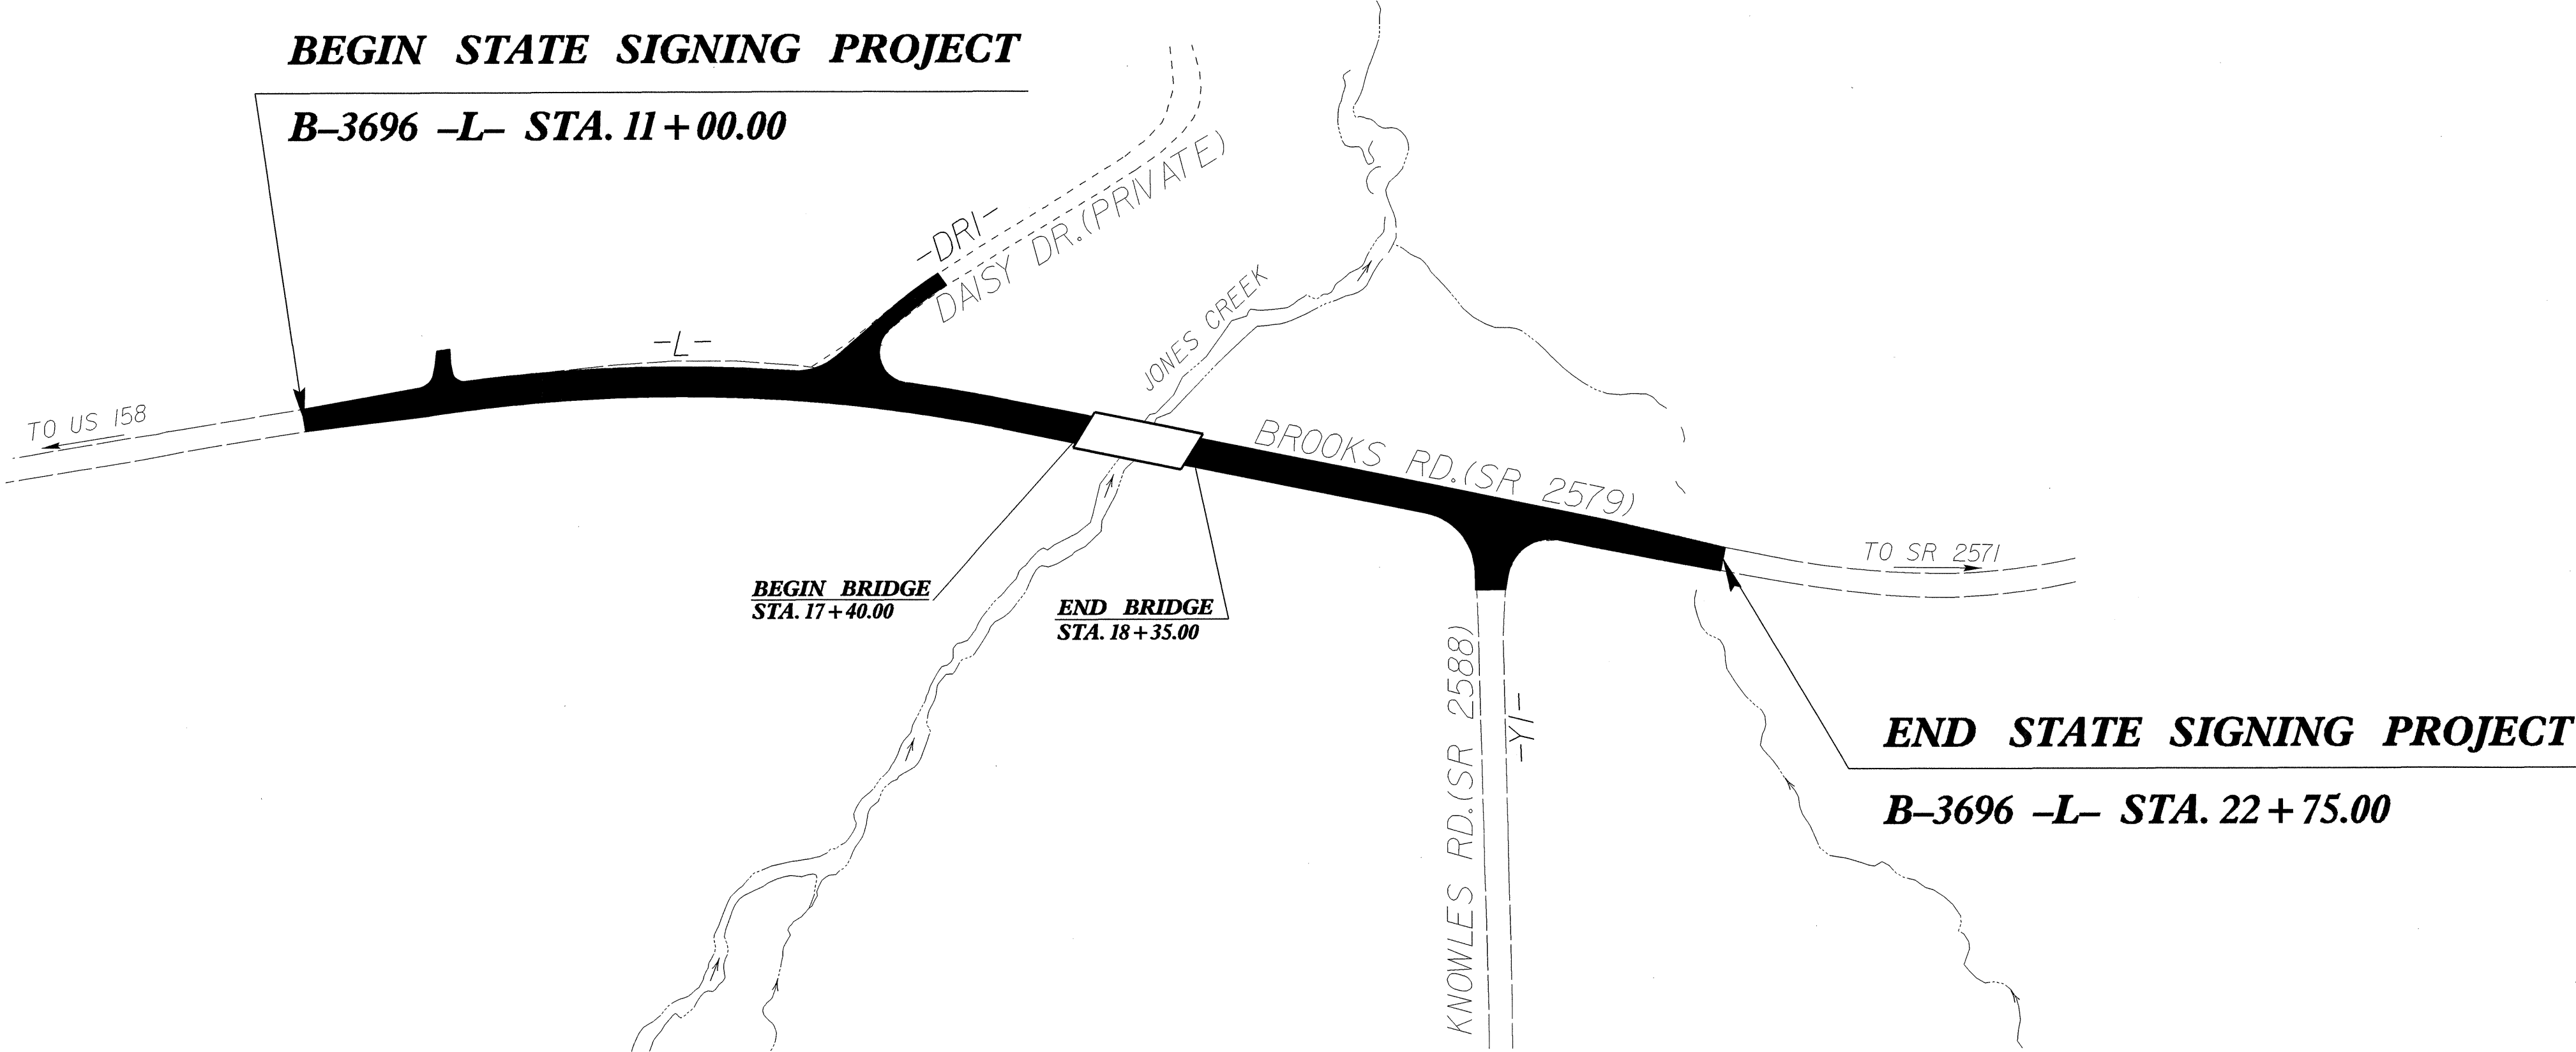 BEGIN STATE SIGNING PROJECT
B–3696 –L– STA. 11+00.00
-DR1-
DAISY DR.(PRIVATE)
JONES CREEK
-L-
TO US 158
BROOKS RD.(SR 2579)
TO SR 2571
BEGIN BRIDGE
STA. 17+40.00
END BRIDGE
STA. 18+35.00
KNOWLES RD.(SR 2588)
-Y1-
END STATE SIGNING PROJECT
B–3696 –L– STA. 22+75.00